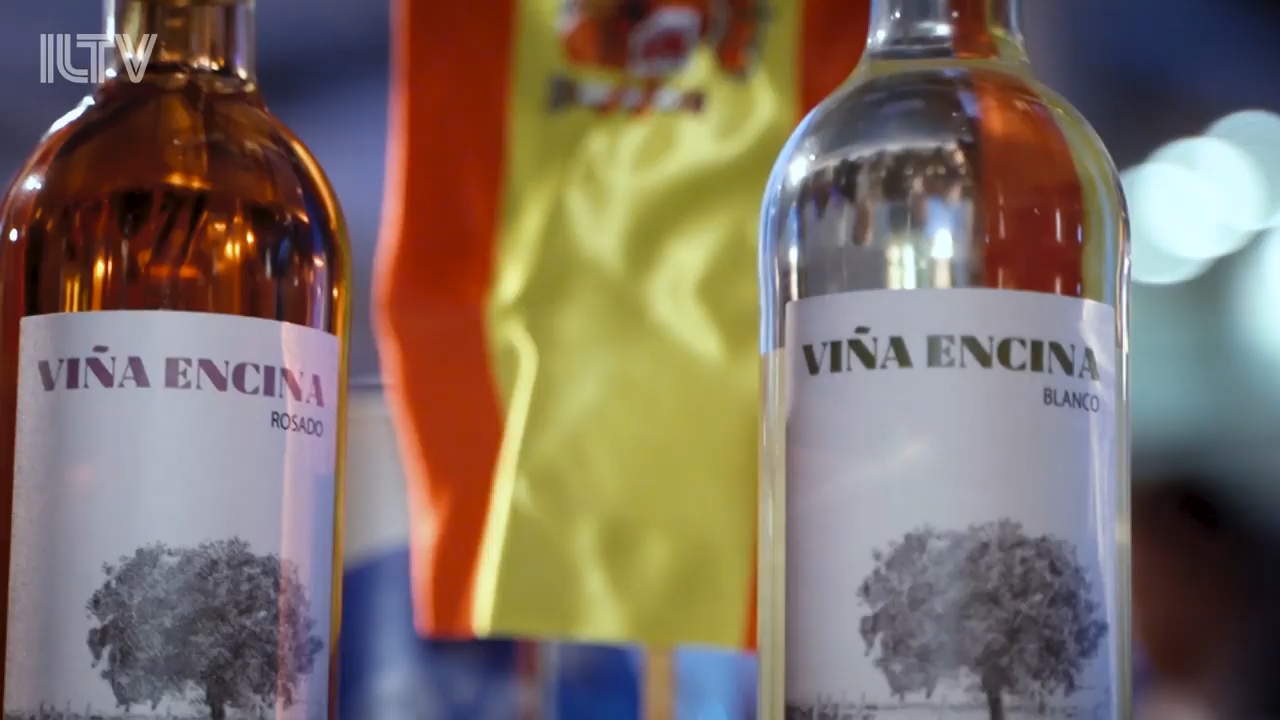 ILTV
VIÑA ENCINA
ROSADO
VIÑA ENCINA
BLANCO